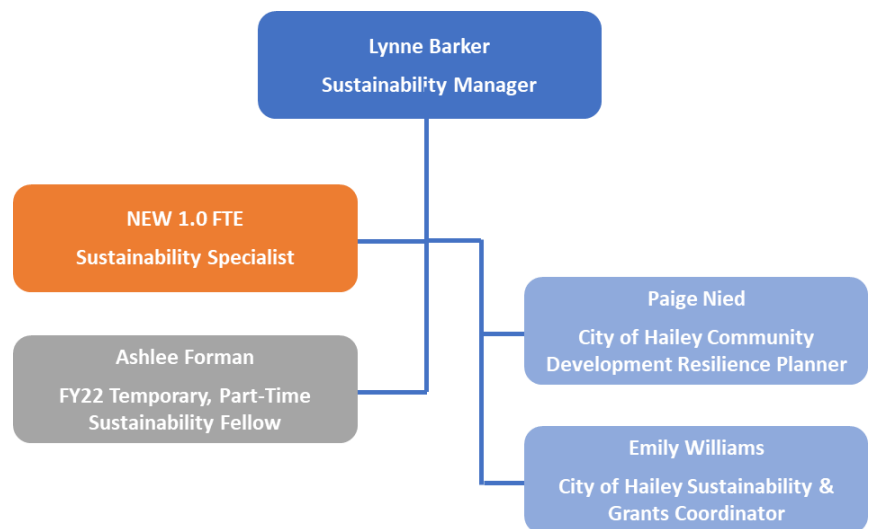 Lynne Barker
Sustainability Manager
NEW 1.0 FTE
Sustainability Specialist
Ashlee Forman
FY22 Temporary, Part-Time
Sustainability Fellow
Paige Nied
City of Hailey Community
Development Resilience Planner
Emily Williams
City of Hailey Sustainability &
Grants Coordinator